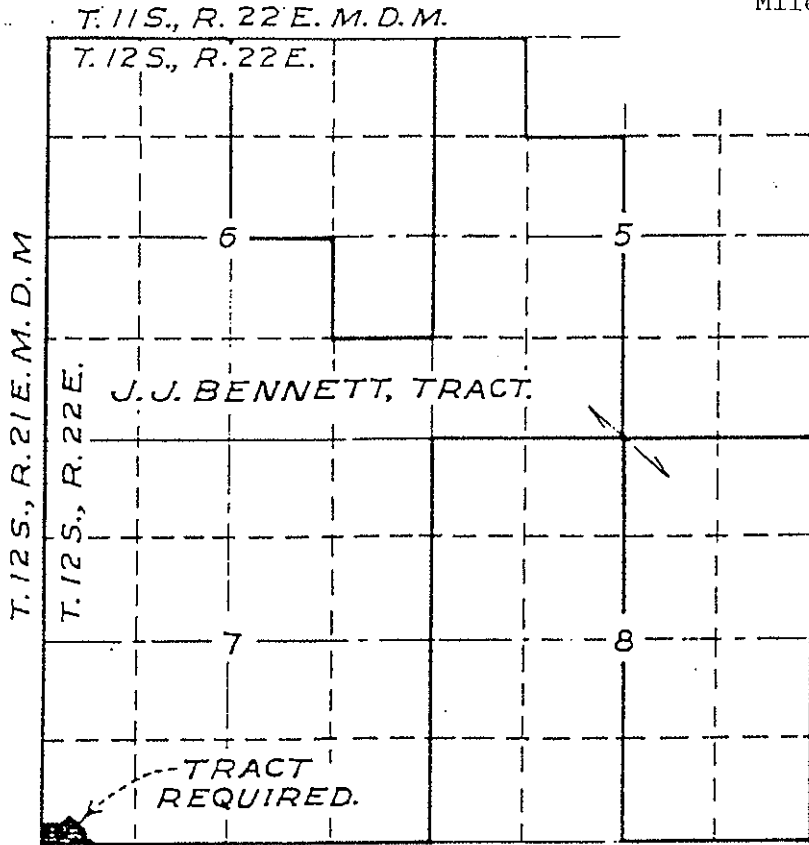 T. 11 S., R. 22 E. M. D. M.
T. 12 S., R. 22 E.
6
5
T. 12 S., R. 21 E. M. D. M
T. 12 S., R. 22 E.
J. J. BENNETT, TRACT.
7
8
TRACT
REQUIRED.